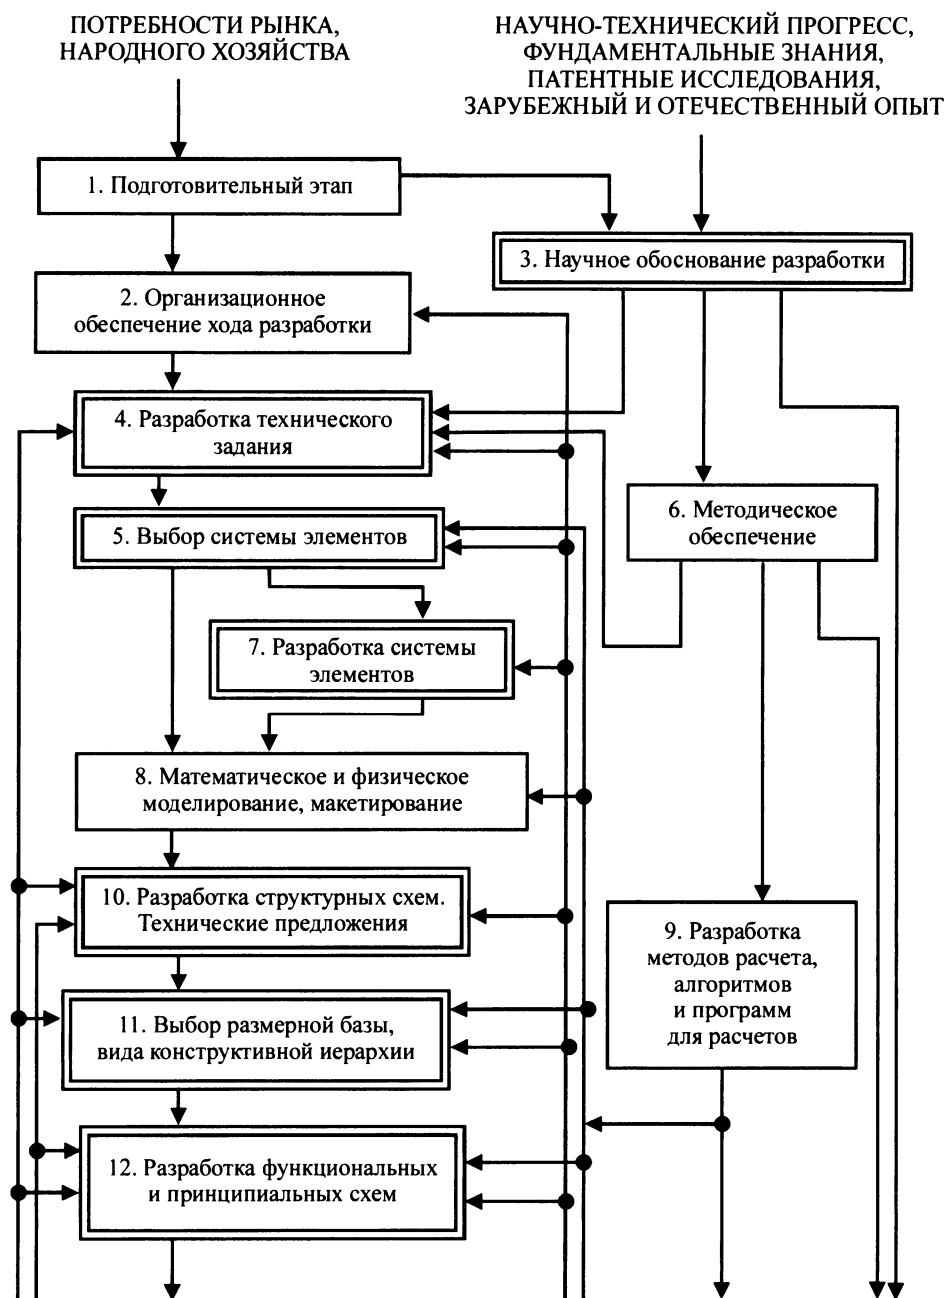 ПОТРЕБНОСТИ РЫНКА,
НАРОДНОГО ХОЗЯЙСТВА
НАУЧНО-ТЕХНИЧЕСКИЙ ПРОГРЕСС,
ФУНДАМЕНТАЛЬНЫЕ ЗНАНИЯ,
ПАТЕНТНЫЕ ИССЛЕДОВАНИЯ,
ЗАРУБЕЖНЫЙ И ОТЕЧЕСТВЕННЫЙ ОПЫТ
1. Подготовительный этап
3. Научное обоснование разработки
2. Организационное
обеспечение хода разработки
4. Разработка технического
задания
6. Методическое
обеспечение
5. Выбор системы элементов
7. Разработка системы
элементов
8. Математическое и физическое
моделирование, макетирование
10. Разработка структурных схем.
Технические предложения
9. Разработка
методов расчета,
алгоритмов
и программ
для расчетов
11. Выбор размерной базы,
вида конструктивной иерархии
12. Разработка функциональных
и принципиальных схем